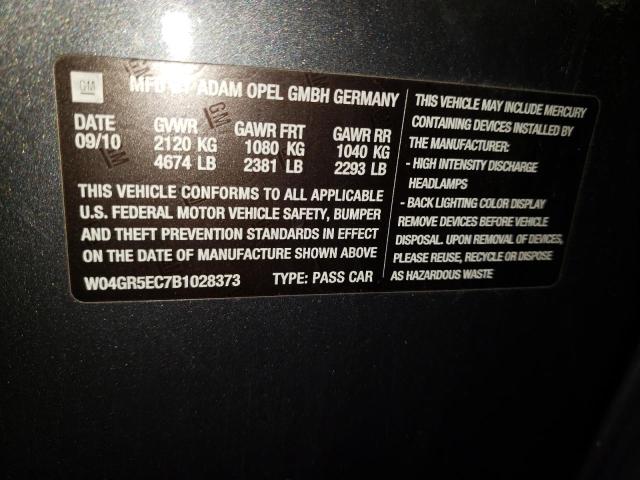 GM
MFD BY ADAM OPEL GMBH GERMANY
DATE GVWR GAWR FRT GAWR RR
09/10 2120 KG 1080 KG 1040 KG
4674 LB 2381 LB 2293 LB
THIS VEHICLE CONFORMS TO ALL APPLICABLE
U.S. FEDERAL MOTOR VEHICLE SAFETY, BUMPER
AND THEFT PREVENTION STANDARDS IN EFFECT
ON THE DATE OF MANUFACTURE SHOWN ABOVE
W04GR5EC7B1028373 TYPE: PASS CAR
THIS VEHICLE MAY INCLUDE MERCURY
CONTAINING DEVICES INSTALLED BY
THE MANUFACTURER:
- HIGH INTENSITY DISCHARGE
HEADLAMPS
- BACK LIGHTING COLOR DISPLAY
REMOVE DEVICES BEFORE VEHICLE
DISPOSAL. UPON REMOVAL OF DEVICES,
PLEASE REUSE, RECYCLE OR DISPOSE
AS HAZARDOUS WASTE